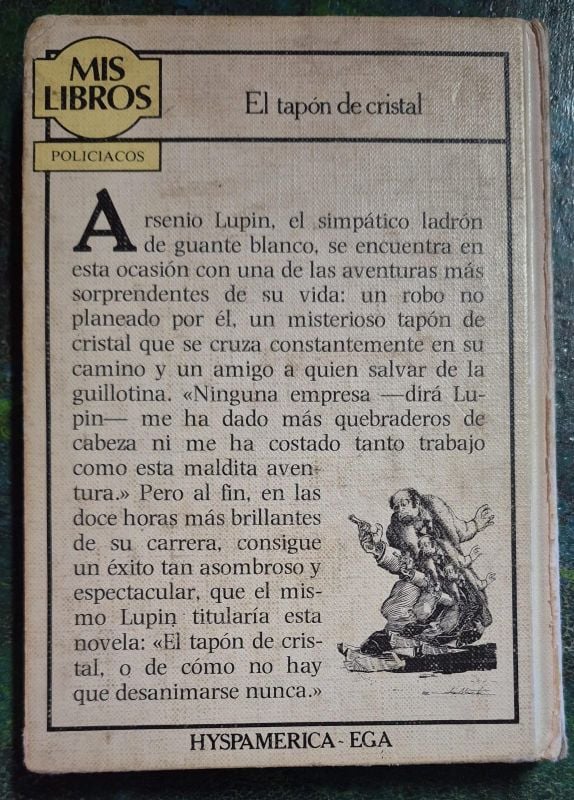 MIS
LIBROS
POLICIACOS
El tapón de cristal
Arsenio Lupin, el simpático ladrón
de guante blanco, se encuentra en
esta ocasión con una de las aventuras más
sorprendentes de su vida: un robo no
planeado por él, un misterioso tapón de
cristal que se cruza constantemente en su
camino y un amigo a quien salvar de la
guillotina. «Ninguna empresa —dirá Lu-
pin— me ha dado más quebraderos de
cabeza ni me ha costado tanto trabajo
como esta maldita aven-
tura.» Pero al fin, en las
doce horas más brillantes
de su carrera, consigue
un éxito tan asombroso y
espectacular, que el mis-
mo Lupin titularía esta
novela: «El tapón de cris-
tal, o de cómo no hay
que desanimarse nunca.»
HYSPAMERICA-EGA